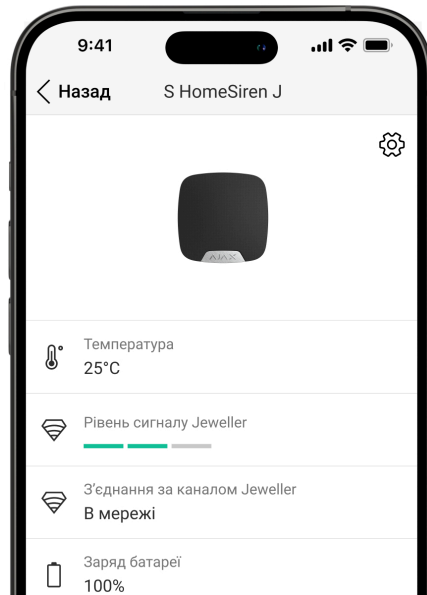 9:41
Назад
S HomeSiren J
AJAX
Температура
25°C
Рівень сигналу Jeweller
З’єднання за каналом Jeweller
В мережі
Заряд батареї
100%